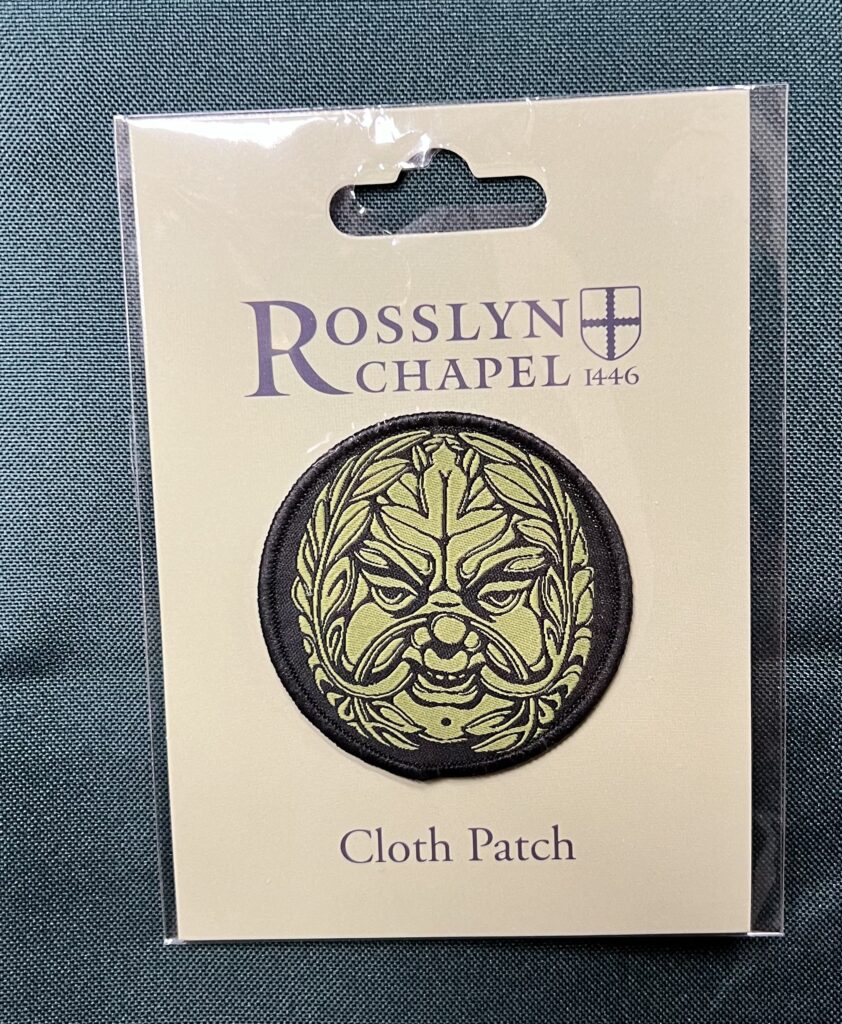 ROSSLYN
CHAPEL 1446
Cloth Patch